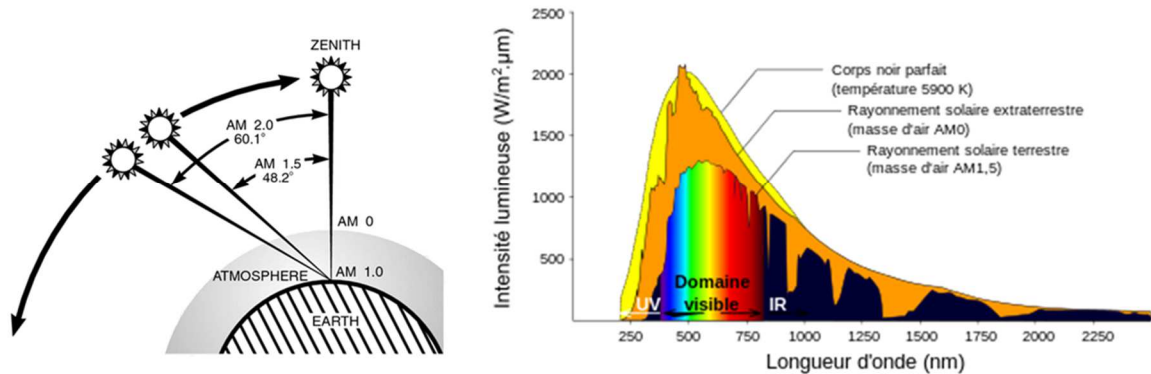 ZENITH
AM 2.0
60.1°
AM 1.5
48.2°
AM 0
ATMOSPHERE
AM 1.0
EARTH
Intensité lumineuse (W/m².µm)
2500
2000
1500
1000
500
Corps noir parfait
(température 5900 K)
Rayonnement solaire extraterrestre
(masse d'air AM0)
Rayonnement solaire terrestre
(masse d'air AM1,5)
Domaine
UV visible IR
250 500 750 1000 1250 1500 1750 2000 2250
Longueur d'onde (nm)